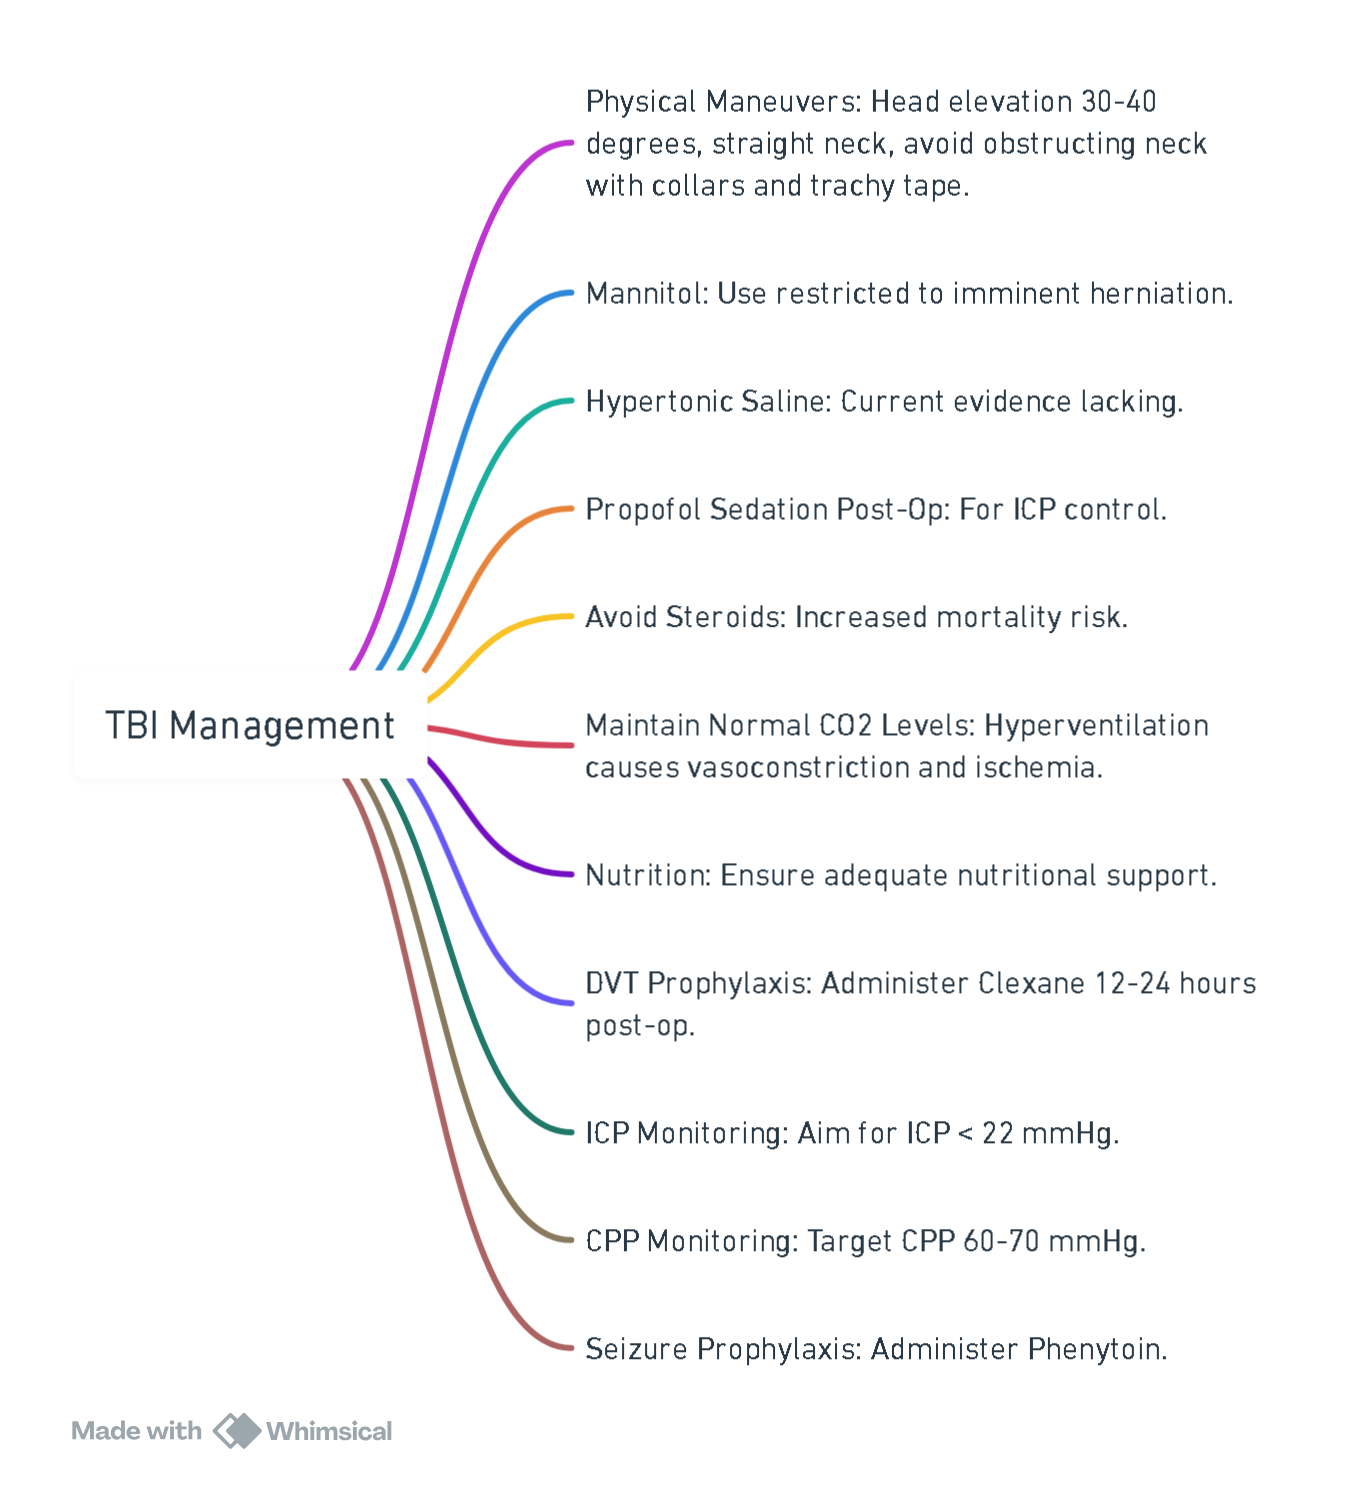 Physical Maneuvers: Head elevation 30-40
degrees, straight neck, avoid obstructing neck
with collars and trachy tape.
Mannitol: Use restricted to imminent herniation.
Hypertonic Saline: Current evidence lacking.
Propofol Sedation Post-Op: For ICP control.
Avoid Steroids: Increased mortality risk.
TBI Management
Maintain Normal CO2 Levels: Hyperventilation
causes vasoconstriction and ischemia.
Nutrition: Ensure adequate nutritional support.
DVT Prophylaxis: Administer Clexane 12-24 hours
post-op.
ICP Monitoring: Aim for ICP < 22 mmHg.
CPP Monitoring: Target CPP 60-70 mmHg.
Seizure Prophylaxis: Administer Phenytoin.
Made with Whimsical